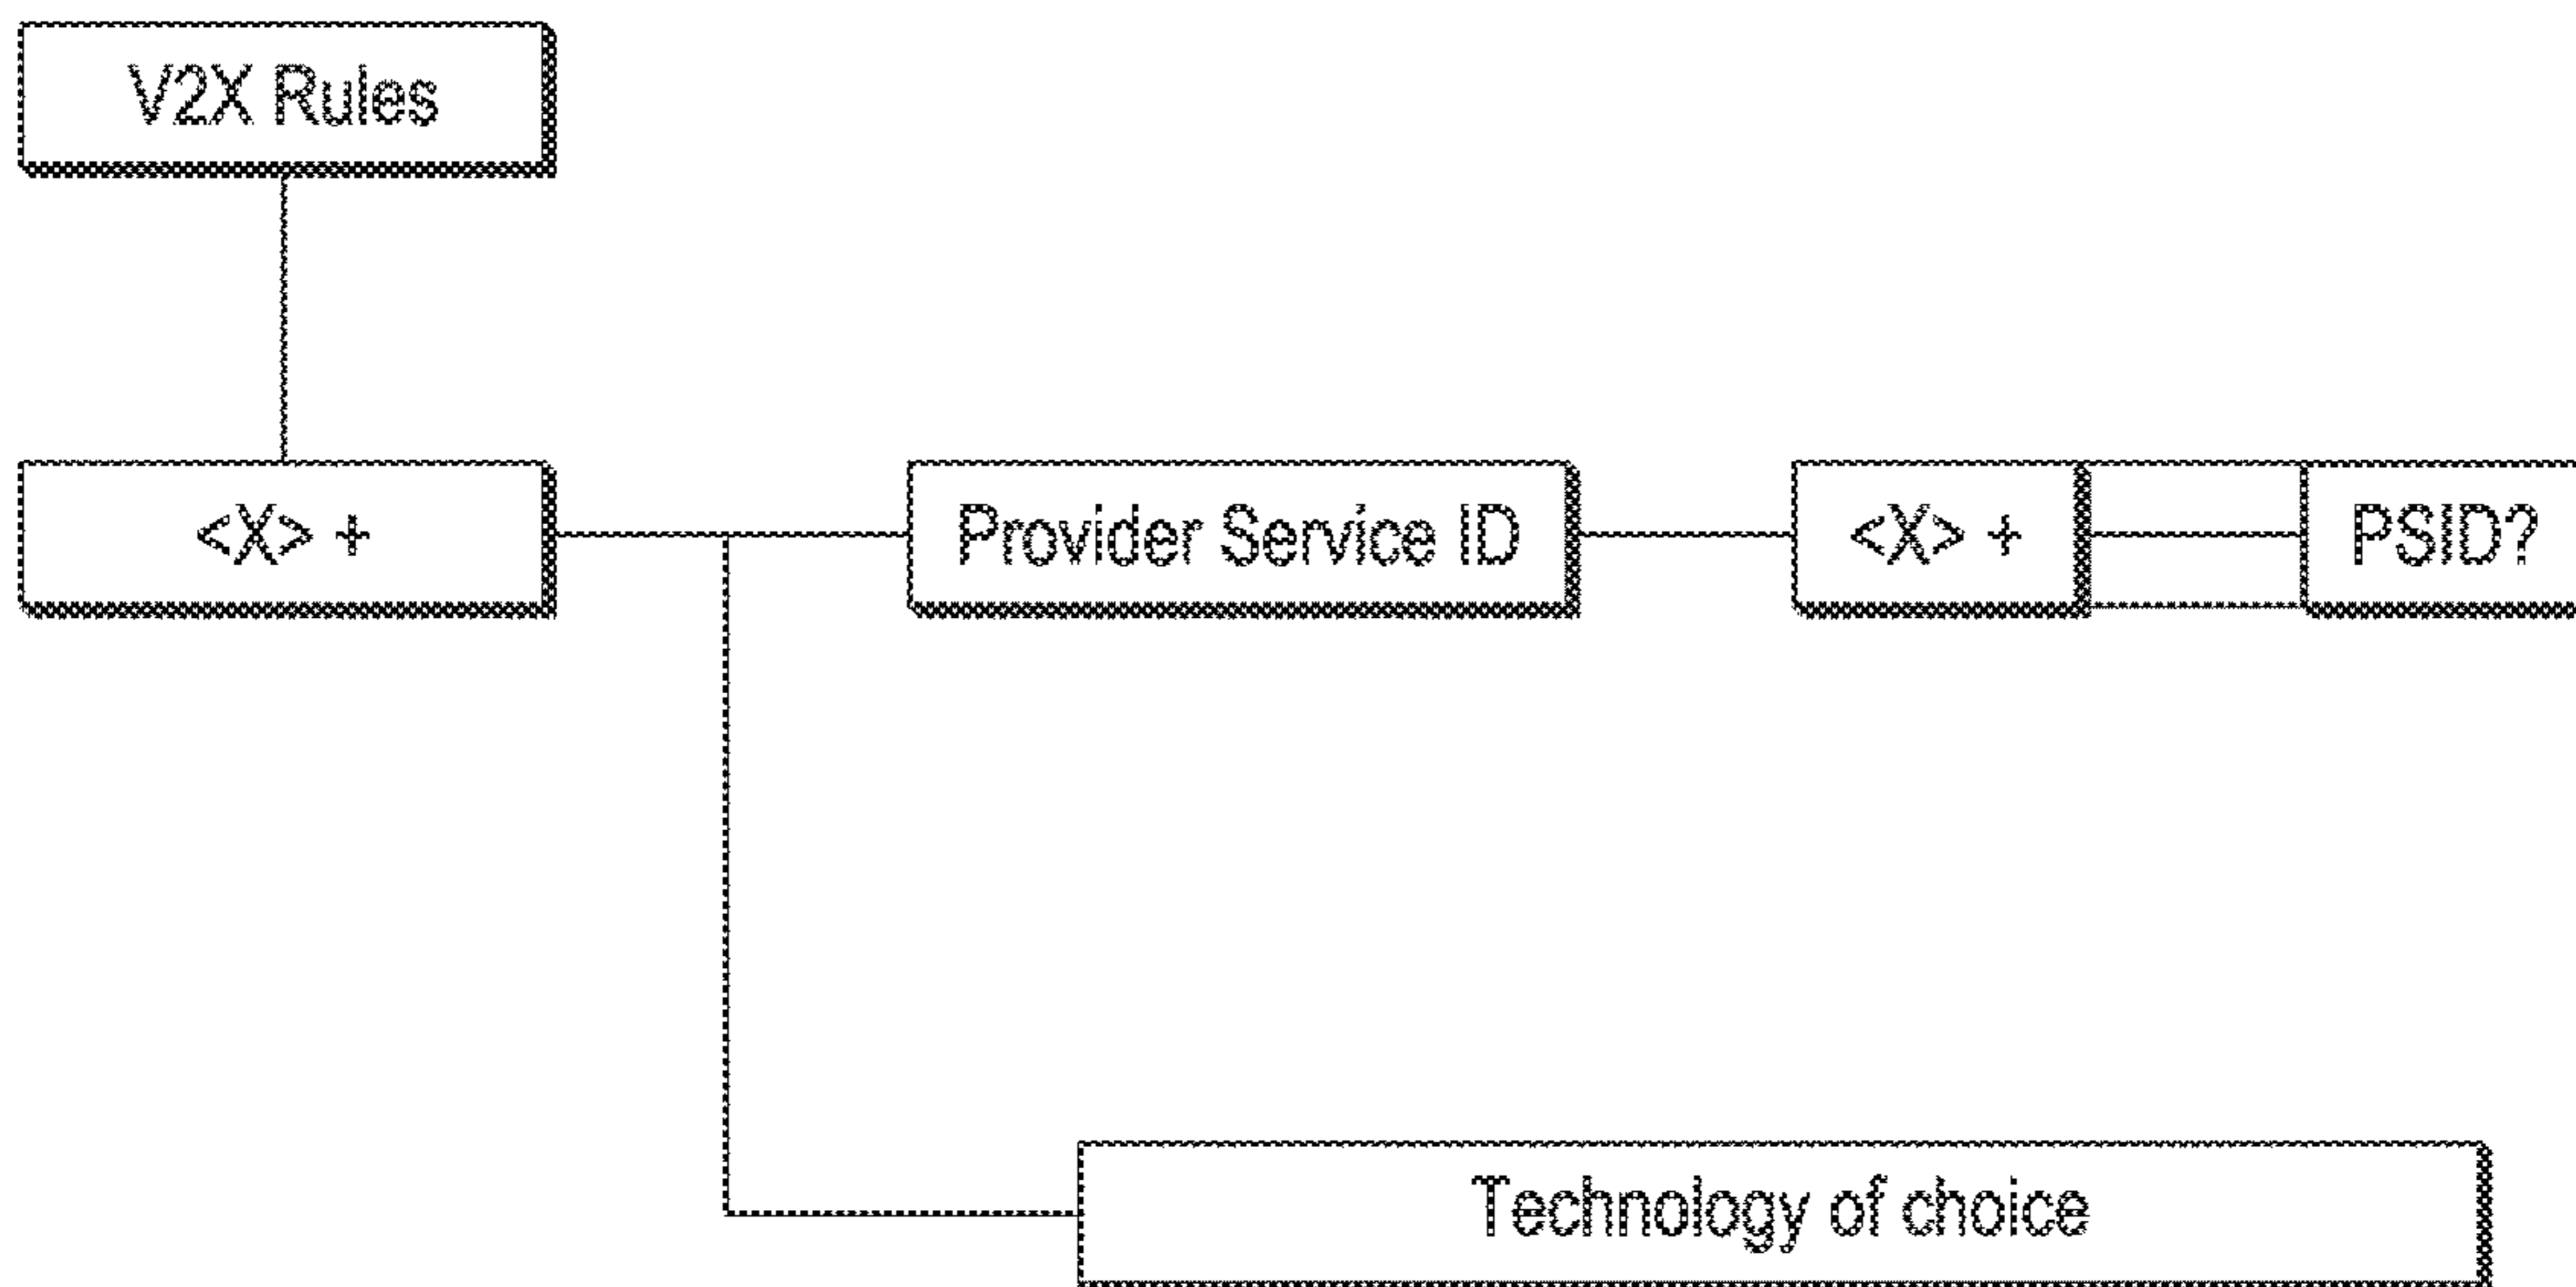 V2X Rules
<X> +
Provider Service ID
<X> +
PSID?
Technology of choice